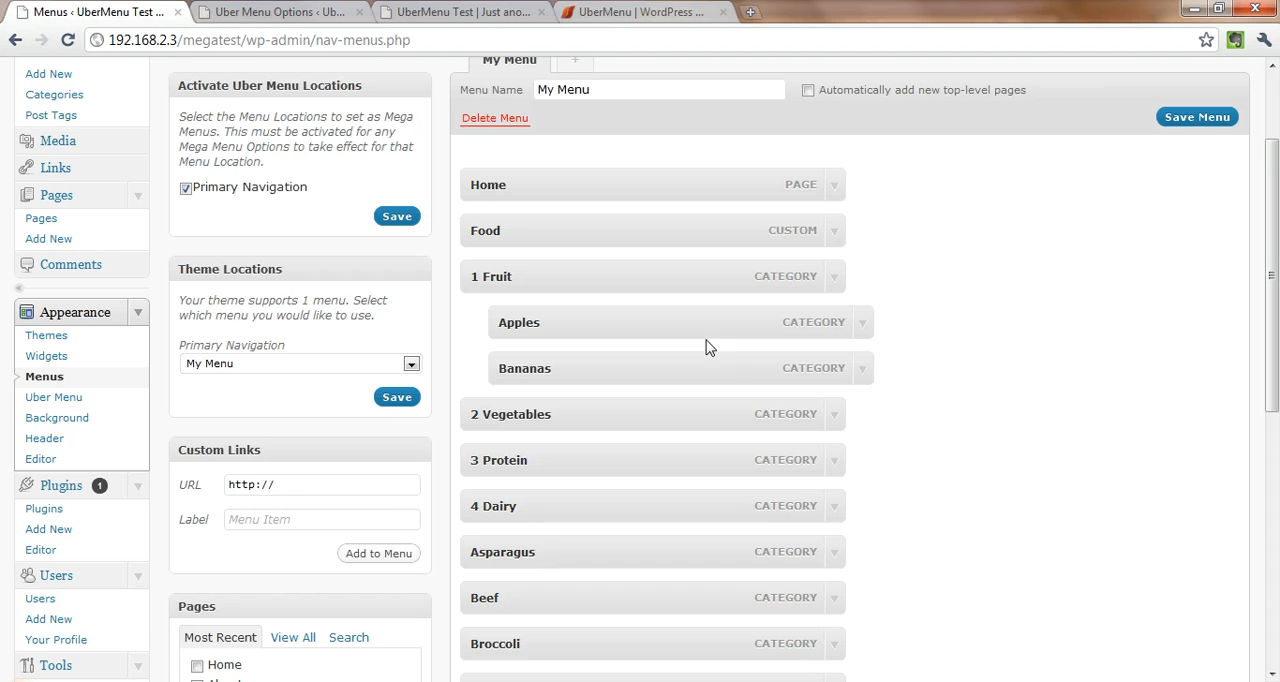 Menus ‹ UberMenu Test ...
Uber Menu Options ‹ Ub...
UberMenu Test | Just ano...
UberMenu | WordPress ...
192.168.2.3/megatest/wp-admin/nav-menus.php
Add New
Categories
Post Tags
Media
Links
Pages
Pages
Add New
Comments
Appearance
Themes
Widgets
Menus
Uber Menu
Background
Header
Editor
Plugins 1
Plugins
Add New
Editor
Users
Users
Add New
Your Profile
Tools
Activate Uber Menu Locations
Select the Menu Locations to set as Mega
Menus. This must be activated for any
Mega Menu Options to take effect for that
Menu Location.
Primary Navigation
Save
Theme Locations
Your theme supports 1 menu. Select
which menu you would like to use.
Primary Navigation
My Menu
Save
Custom Links
URL http://
Label Menu Item
Add to Menu
Pages
Most Recent View All Search
Home
My Menu +
Menu Name My Menu Automatically add new top-level pages
Delete Menu Save Menu
Home PAGE
Food CUSTOM
1 Fruit CATEGORY
Apples CATEGORY
Bananas CATEGORY
2 Vegetables CATEGORY
3 Protein CATEGORY
4 Dairy CATEGORY
Asparagus CATEGORY
Beef CATEGORY
Broccoli CATEGORY